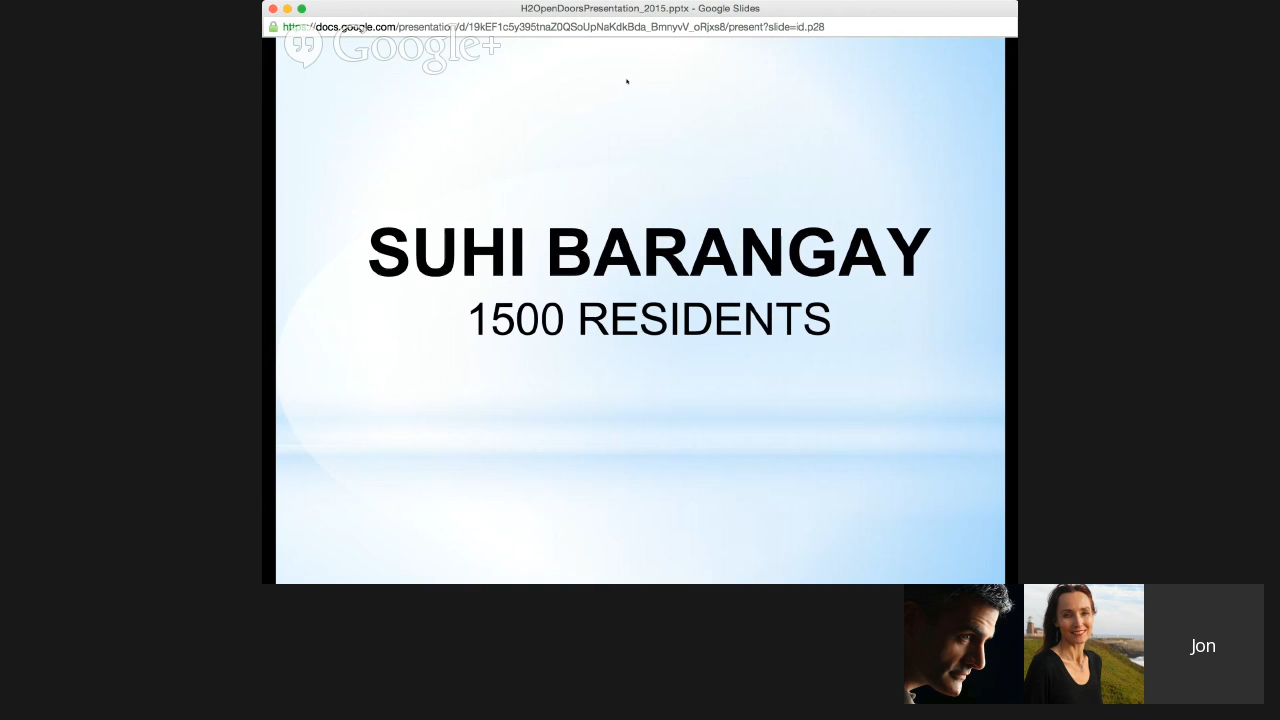 H2OpenDoorsPresentation_2015.pptx - Google Slides
https://docs.google.com/presentation/d/19kEF1c5y395tnaZ0QSoUpNaKdkBda_BmnyvV_oRjxs8/present?slide=id.p28
Google+
SUHI BARANGAY
1500 RESIDENTS
Jon